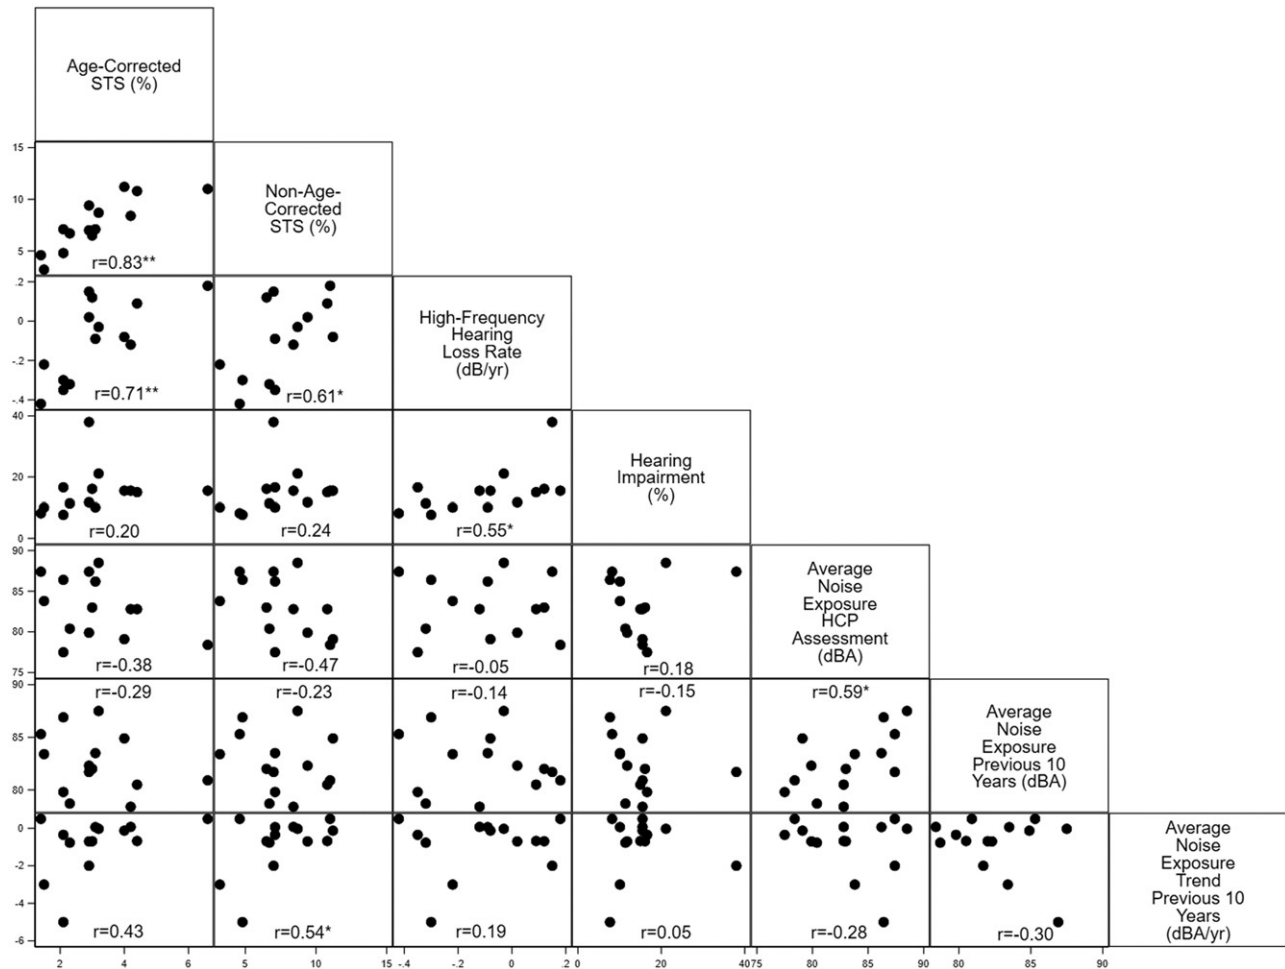 Age-Corrected
STS (%)
15
10
5
r=0.83**
Non-Age-
Corrected
STS (%)
.2
0
-.2
-.4
r=0.71**
r=0.61*
High-Frequency
Hearing
Loss Rate
(dB/yr)
40
20
0
r=0.20
r=0.24
r=0.55*
Hearing
Impairment
(%)
90
85
80
75
r=-0.38
r=-0.47
r=-0.05
r=0.18
Average
Noise
Exposure
HCP
Assessment
(dBA)
90
85
80
r=-0.29
r=-0.23
r=-0.14
r=-0.15
r=0.59*
Average
Noise
Exposure
Previous 10
Years (dBA)
0
-2
-4
-6
r=0.43
r=0.54*
r=0.19
r=0.05
r=-0.28
r=-0.30
Average
Noise
Exposure
Trend
Previous 10
Years
(dBA/yr)
2 4 6 5 10 15 -.4 -.2 0 .2 0 20 40 75 80 85 90 80 85 90